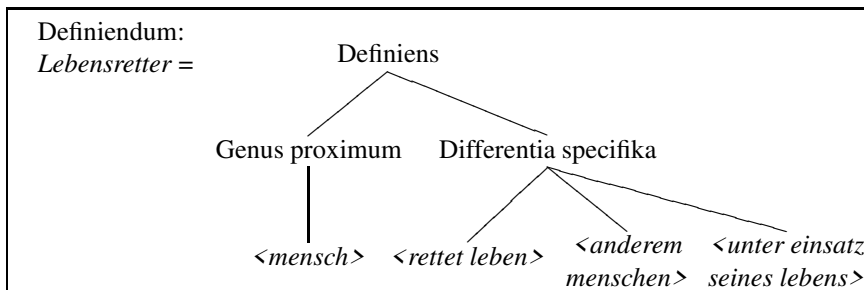 Definiendum:
Lebensretter =
Definiens
Genus proximum Differentia specifika
<mensch> <rettet leben> <anderem menschen> <unter einsatz seines lebens>